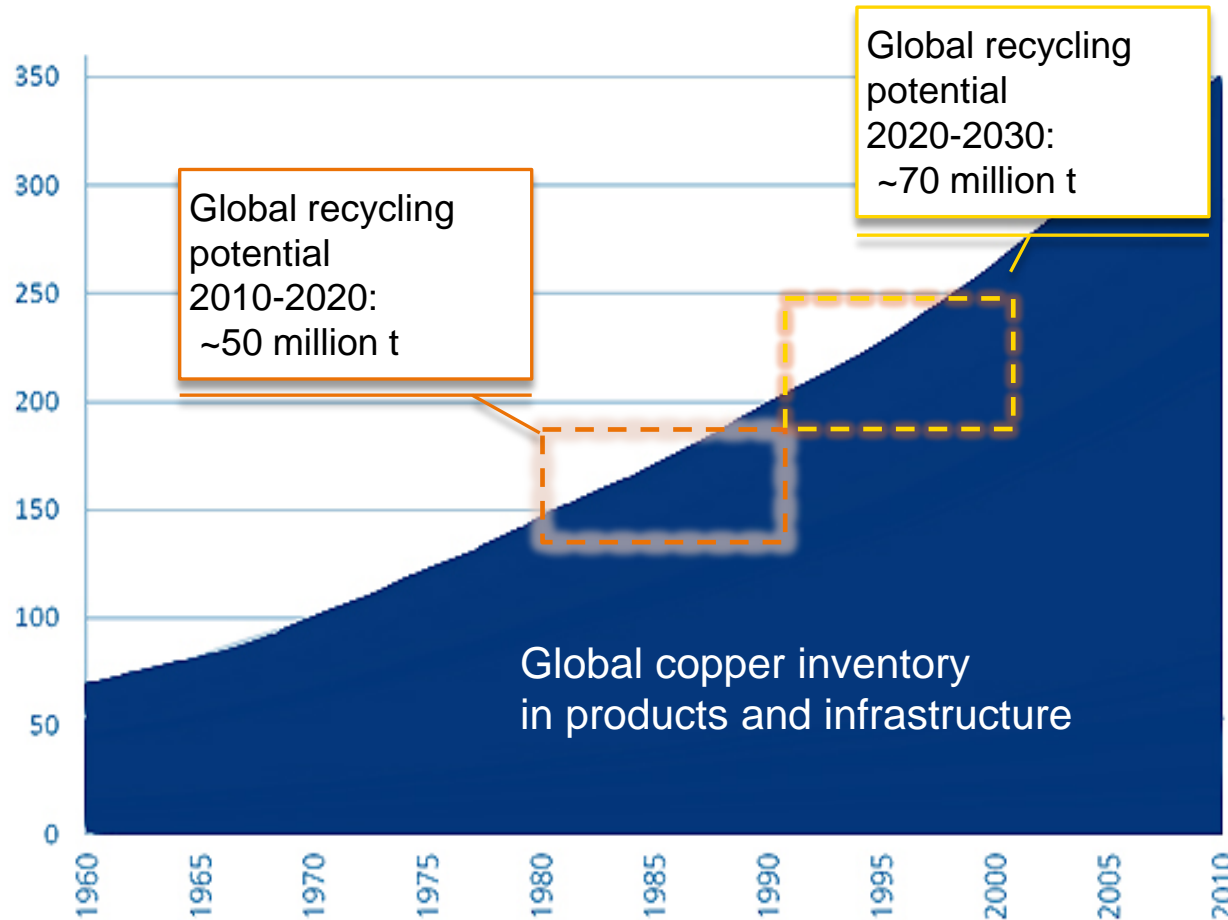 Global recycling
potential
2020-2030:
~70 million t
Global recycling
potential
2010-2020:
~50 million t
350
300
250
200
150
100
50
0
Global copper inventory
in products and infrastructure
1960
1965
1970
1975
1980
1985
1990
1995
2000
2005
2010